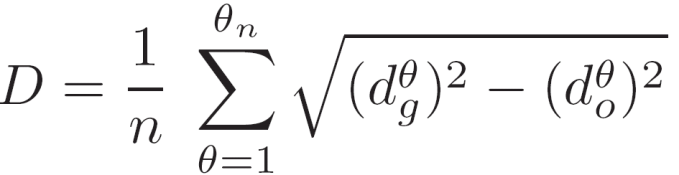 D = \frac{1}{n} \sum_{\theta=1}^{\theta_n} \sqrt{(d_g^\theta)^2 - (d_o^\theta)^2}